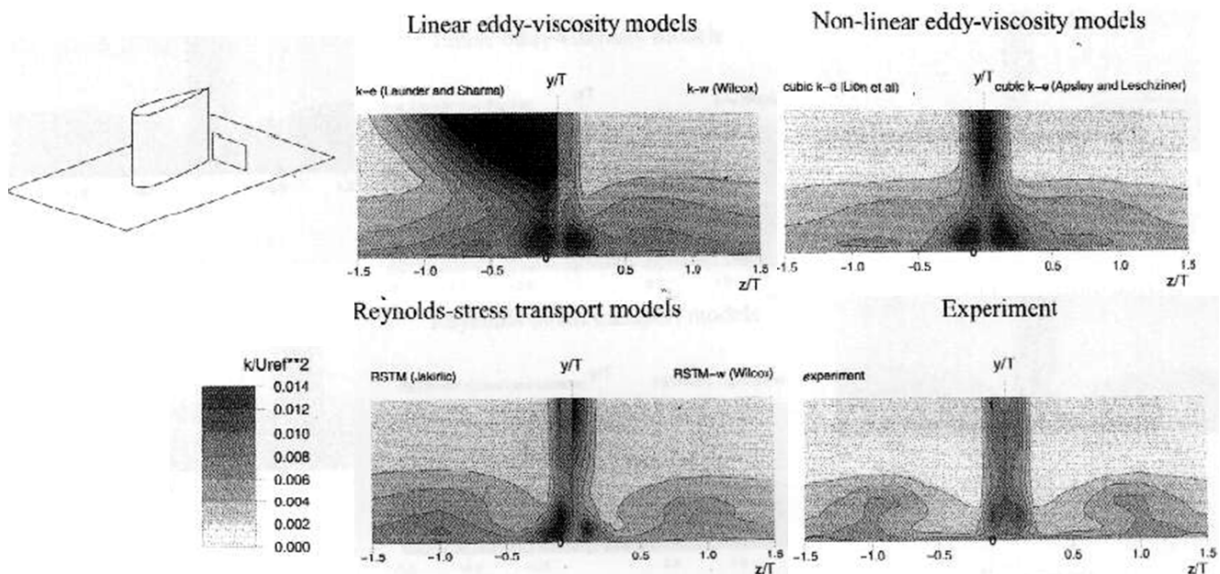 Linear eddy-viscosity models
Non-linear eddy-viscosity models
y/T
y/T
k-e (Launder and Sharma)
k-w (Wilcox)
cubic k-e (Lien et al)
cubic k-e (Apsley and Leschziner)
0
0
-1.5 -1.0 -0.5 0.5 1.0 1.5
-1.5 -1.0 -0.5 0.5 1.0 1.5
z/T
z/T
Reynolds-stress transport models
Experiment
k/Uref**2
y/T
y/T
RSTM (Jakirlic)
RSTM-w (Wilcox)
experiment
0.014
0.012
0.010
0.008
0.006
0.004
0.002
0.000
0
0
-1.5 -1.0 -0.5 0.5 1.0 1.5
-1.5 -1.0 -0.5 0.5 1.0 1.5
z/T
z/T